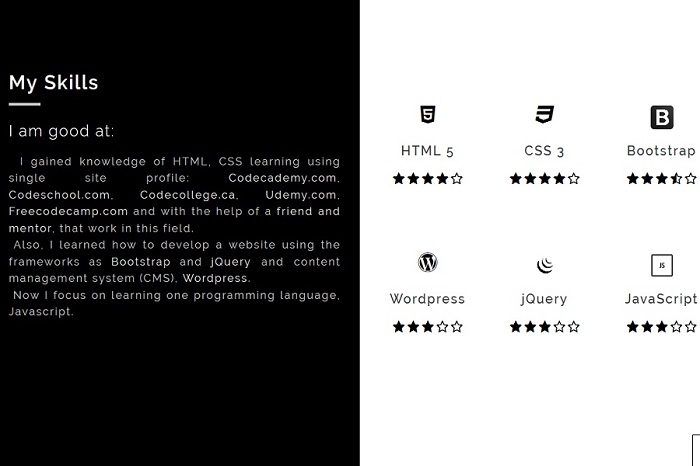 My Skills
I am good at:
I gained knowledge of HTML, CSS learning using
single site profile: Codecademy.com,
Codeschool.com, Codecollege.ca, Udemy.com,
Freecodecamp.com and with the help of a friend and
mentor, that work in this field.
Also, I learned how to develop a website using the
frameworks as Bootstrap and jQuery and content
management system (CMS), Wordpress.
Now I focus on learning one programming language,
Javascript.
5 B
HTML 5 CSS 3 Bootstrap
W JS
Wordpress jQuery JavaScript